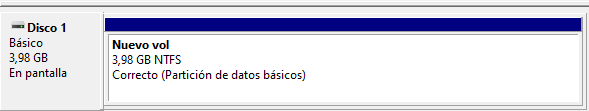 Disco 1
Básico
3,98 GB
En pantalla
Nuevo vol
3,98 GB NTFS
Correcto (Partición de datos básicos)